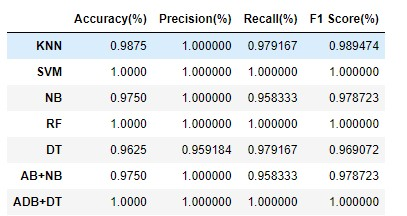 Accuracy(%) Precision(%) Recall(%) F1 Score(%)
KNN 0.9875 1.000000 0.979167 0.989474
SVM 1.0000 1.000000 1.000000 1.000000
NB 0.9750 1.000000 0.958333 0.978723
RF 1.0000 1.000000 1.000000 1.000000
DT 0.9625 0.959184 0.979167 0.969072
AB+NB 0.9750 1.000000 0.958333 0.978723
ADB+DT 1.0000 1.000000 1.000000 1.000000